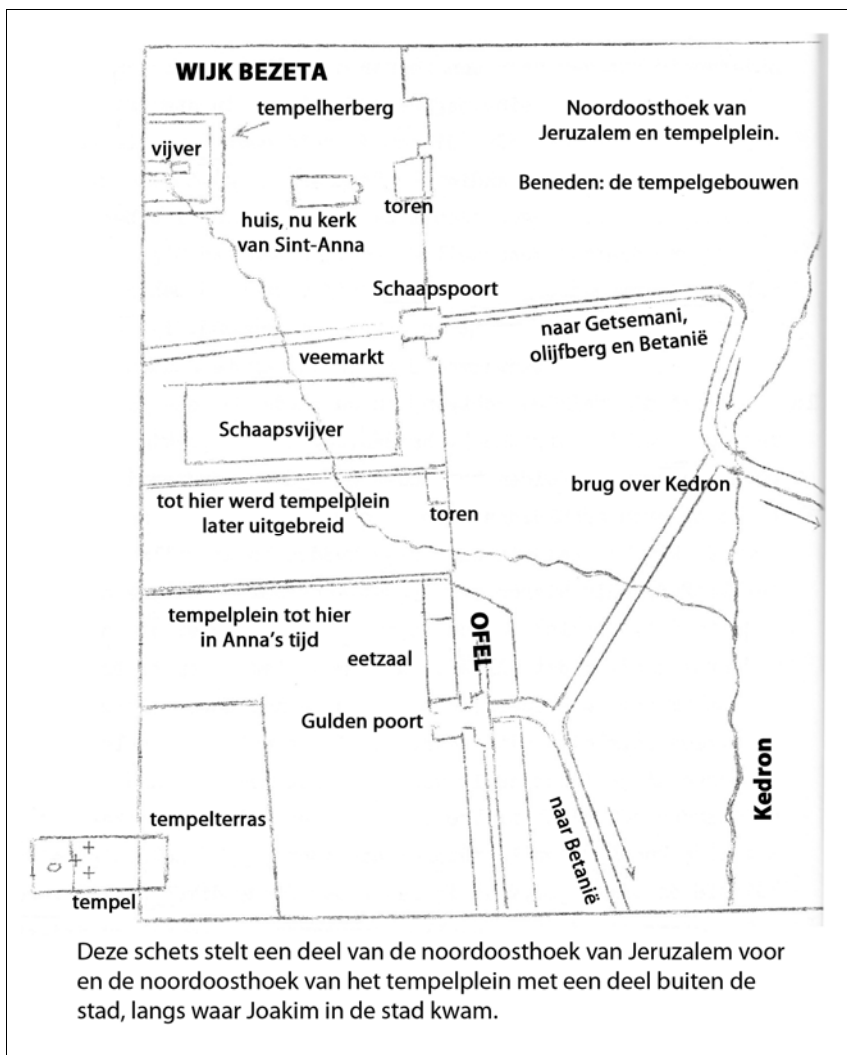 WIJK BEZETA
tempelherberg
vijver
Noordoosthoek van
Jeruzalem en tempelplein.
Beneden: de tempelgebouwen
huis, nu kerk
van Sint-Anna
toren
Schaapspoort
naar Getsemani,
olijfberg en Betanië
veemarkt
Schaapsvijver
brug over Kedron
tot hier werd tempelplein
later uitgebreid
toren
tempelplein tot hier
in Anna's tijd
OFEL
eetzaal
Gulden poort
Kedron
naar Betanië
tempelterras
tempel
Deze schets stelt een deel van de noordoosthoek van Jeruzalem voor
en de noordoosthoek van het tempelplein met een deel buiten de
stad, langs waar Joakim in de stad kwam.